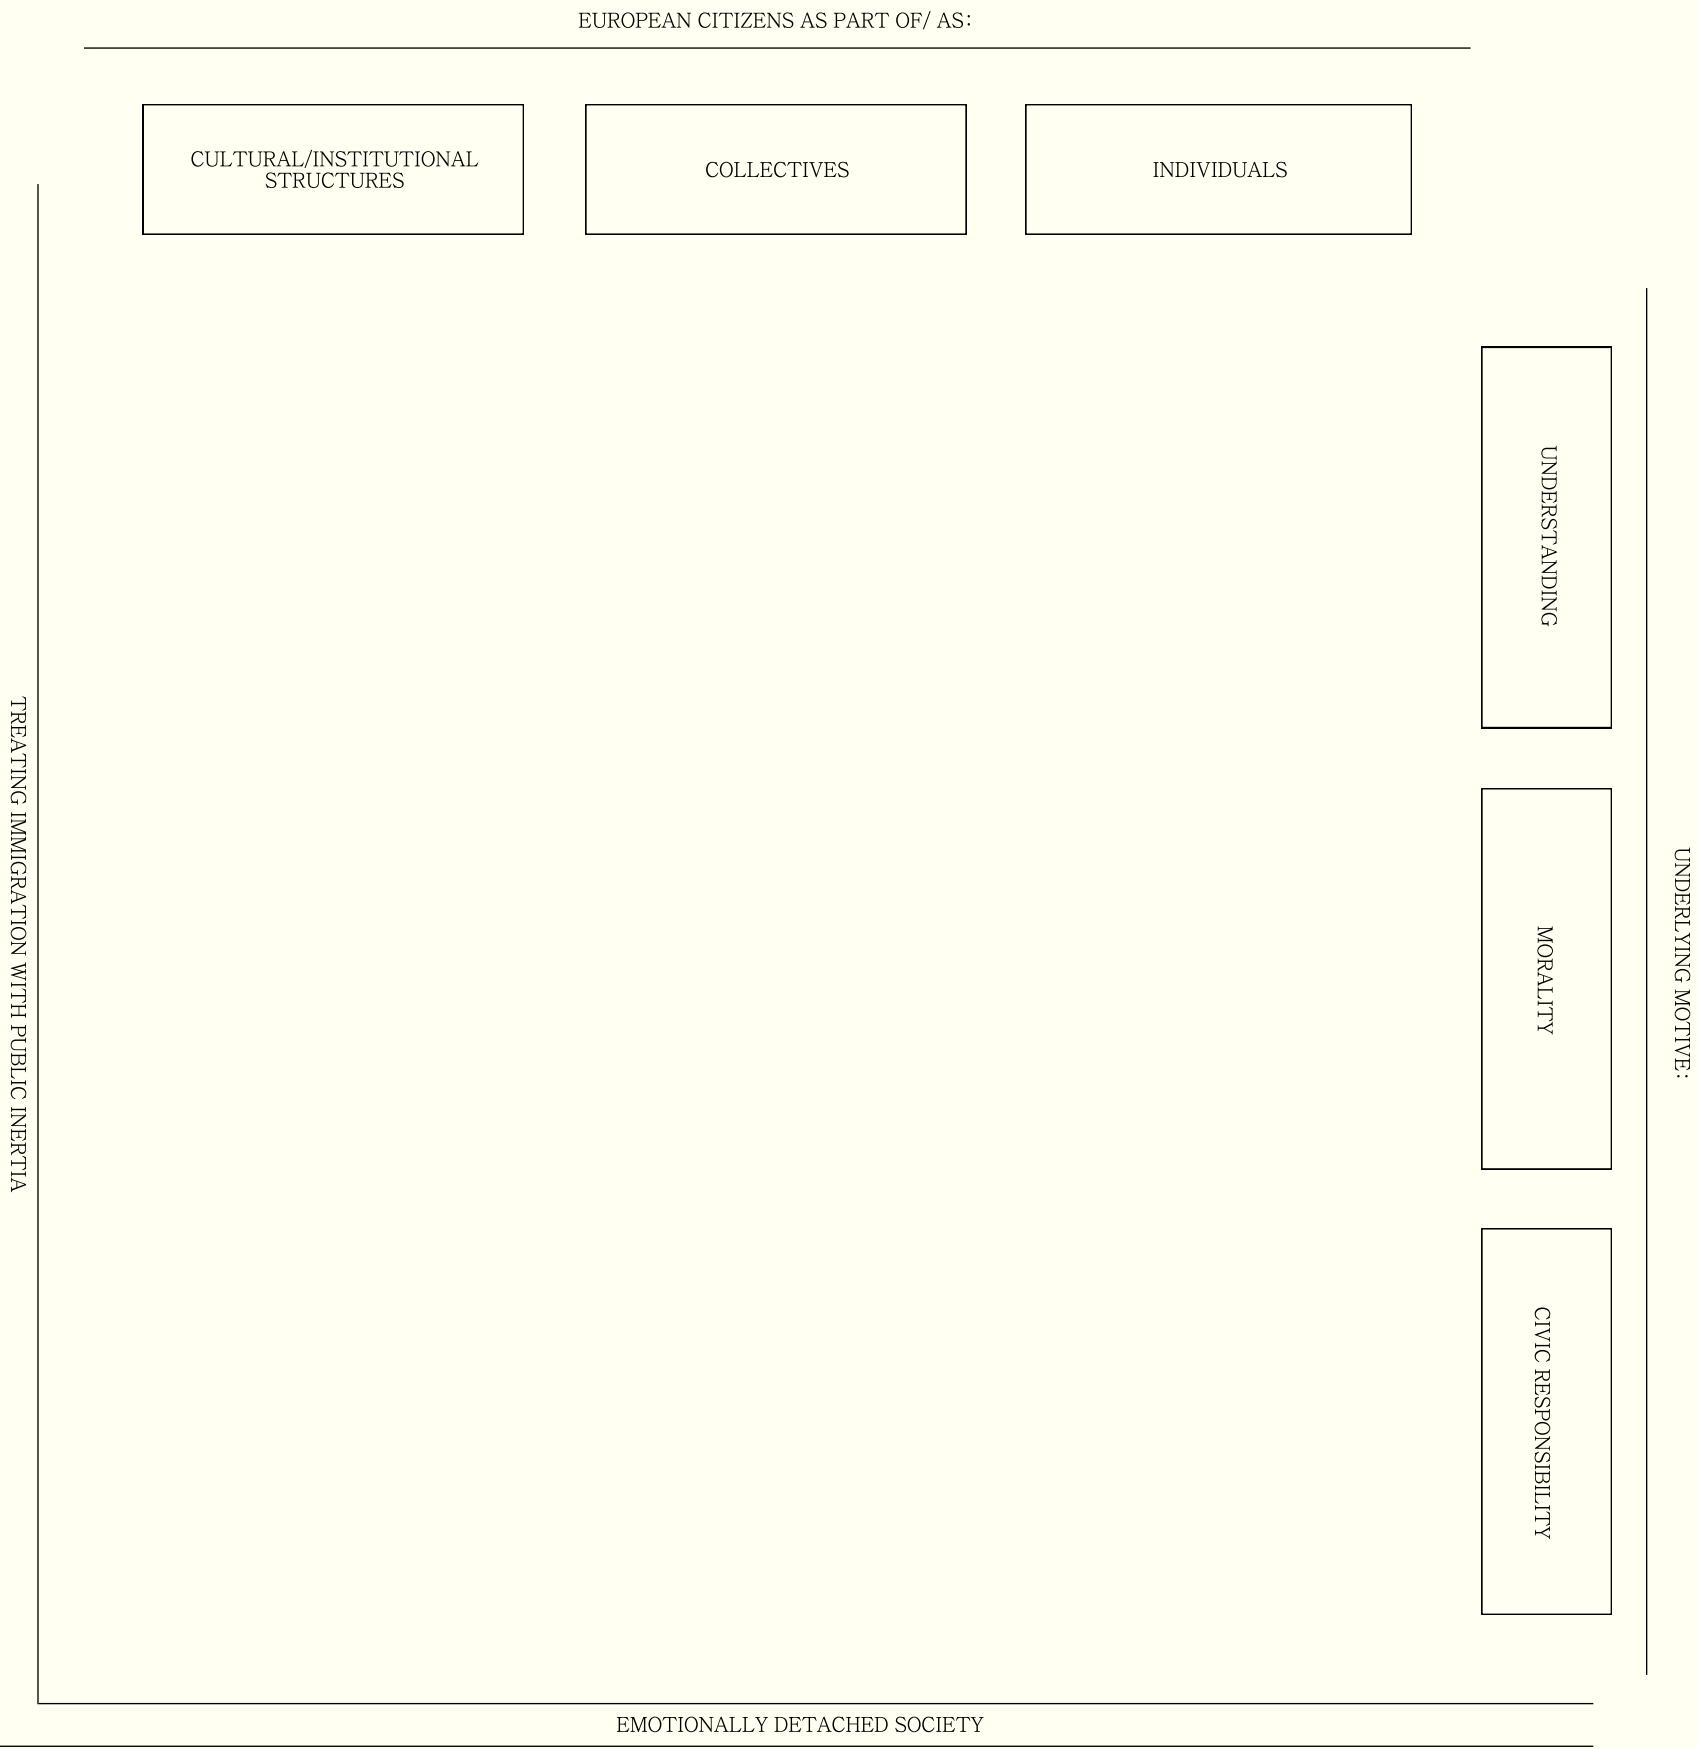 EUROPEAN CITIZENS AS PART OF/ AS:
CULTURAL/INSTITUTIONAL
STRUCTURES
COLLECTIVES
INDIVIDUALS
UNDERSTANDING
MORALITY
CIVIC RESPONSIBILITY
UNDERLYING MOTIVE:
TREATING IMMIGRATION WITH PUBLIC INERTIA
EMOTIONALLY DETACHED SOCIETY